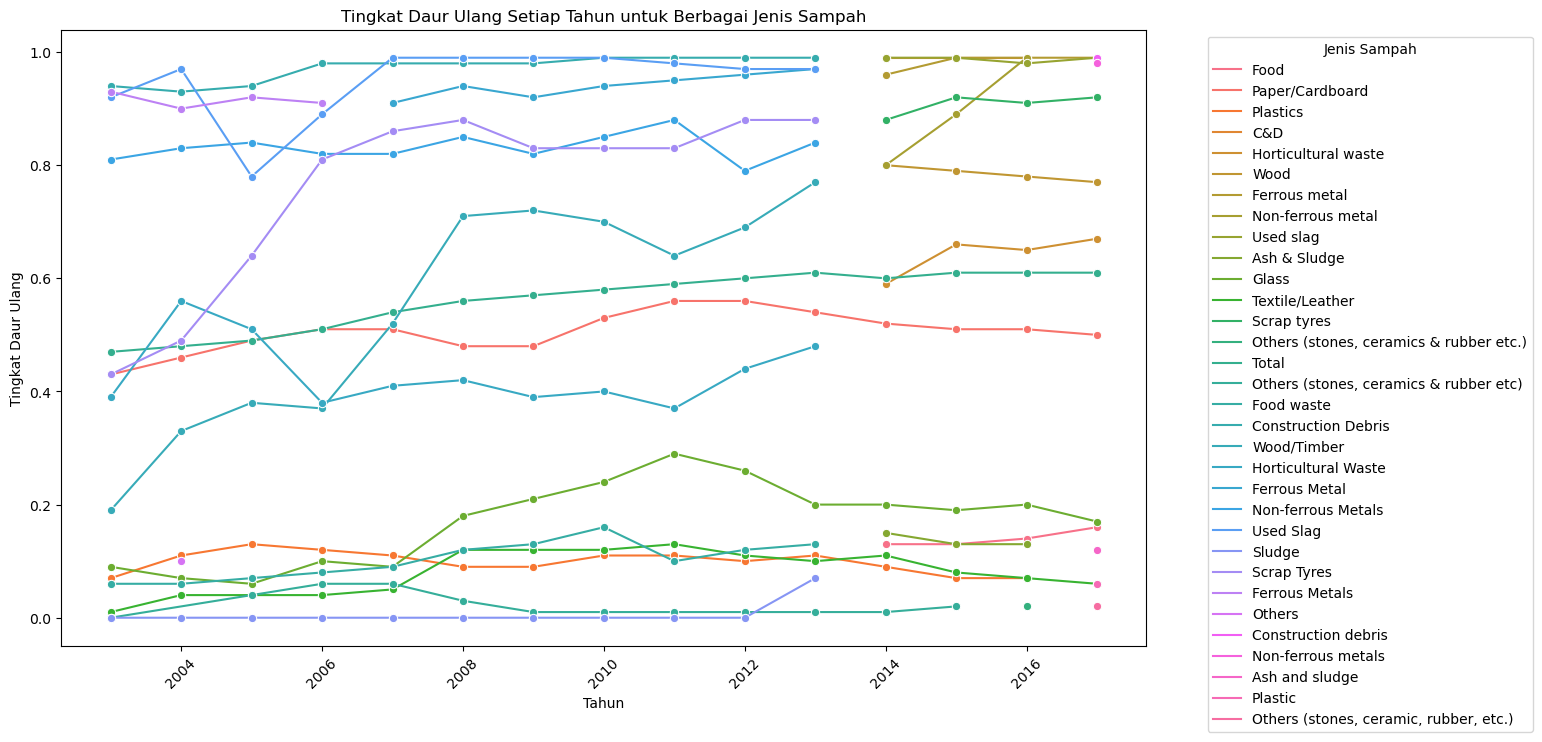 Tingkat Daur Ulang Setiap Tahun untuk Berbagai Jenis Sampah
Tingkat Daur Ulang
1.0
0.8
0.6
0.4
0.2
0.0
2004
2006
2008
2010
2012
2014
2016
Tahun
Jenis Sampah
Food
Paper/Cardboard
Plastics
C&D
Horticultural waste
Wood
Ferrous metal
Non-ferrous metal
Used slag
Ash & Sludge
Glass
Textile/Leather
Scrap tyres
Others (stones, ceramics & rubber etc.)
Total
Others (stones, ceramics & rubber etc)
Food waste
Construction Debris
Wood/Timber
Horticultural Waste
Ferrous Metal
Non-ferrous Metals
Used Slag
Sludge
Scrap Tyres
Ferrous Metals
Others
Construction debris
Non-ferrous metals
Ash and sludge
Plastic
Others (stones, ceramic, rubber, etc.)